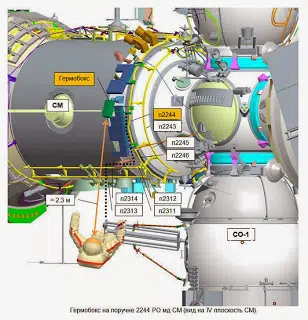 Гермобокс
СМ
п2244
п2243
п2245
п2246
≈ 2.3 м
п2314
п2313
п2312
п2311
СО-1
Гермобокс на поручне 2244 РО мд СМ (вид на IV плоскость СМ).